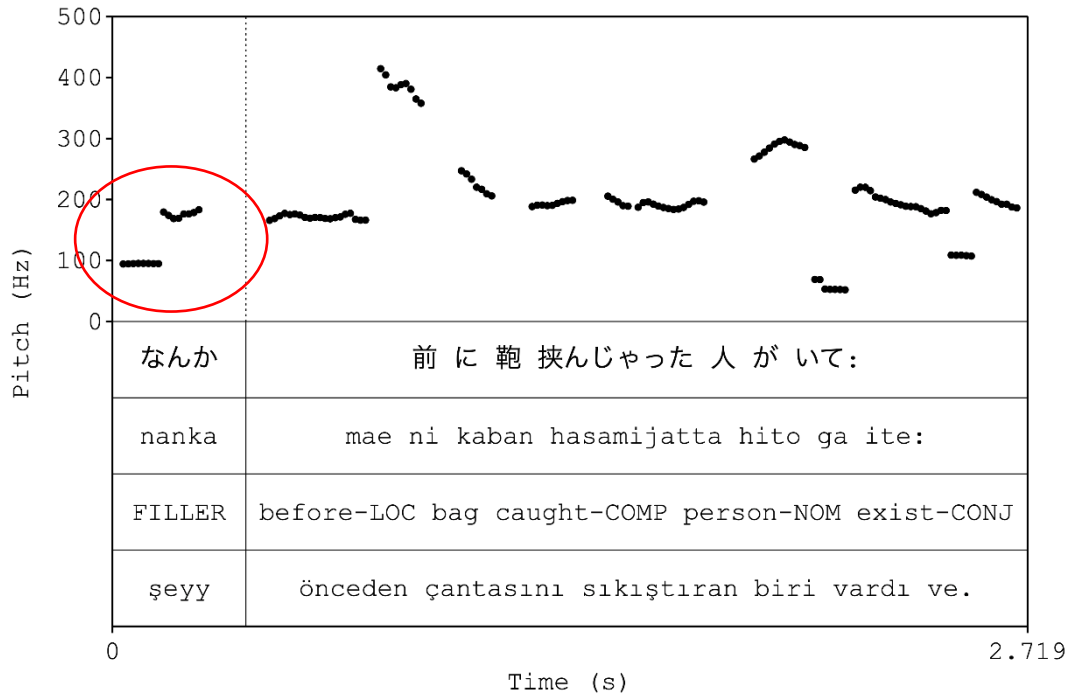 500
400
300
200
100
0
Pitch (Hz)
なんか 前 に 鞄 挟んじゃった 人 が いて:
nanka mae ni kaban hasamijatta hito ga ite:
FILLER before-LOC bag caught-COMP person-NOM exist-CONJ
şeyy önceden çantasını sıkıştıran biri vardı ve.
0 2.719
Time (s)